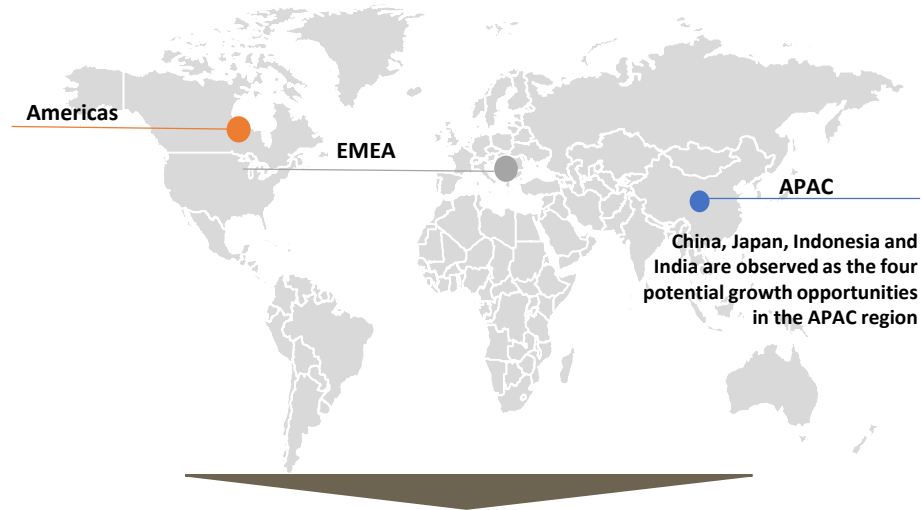 Americas
EMEA
APAC
China, Japan, Indonesia and
India are observed as the four
potential growth opportunities
in the APAC region